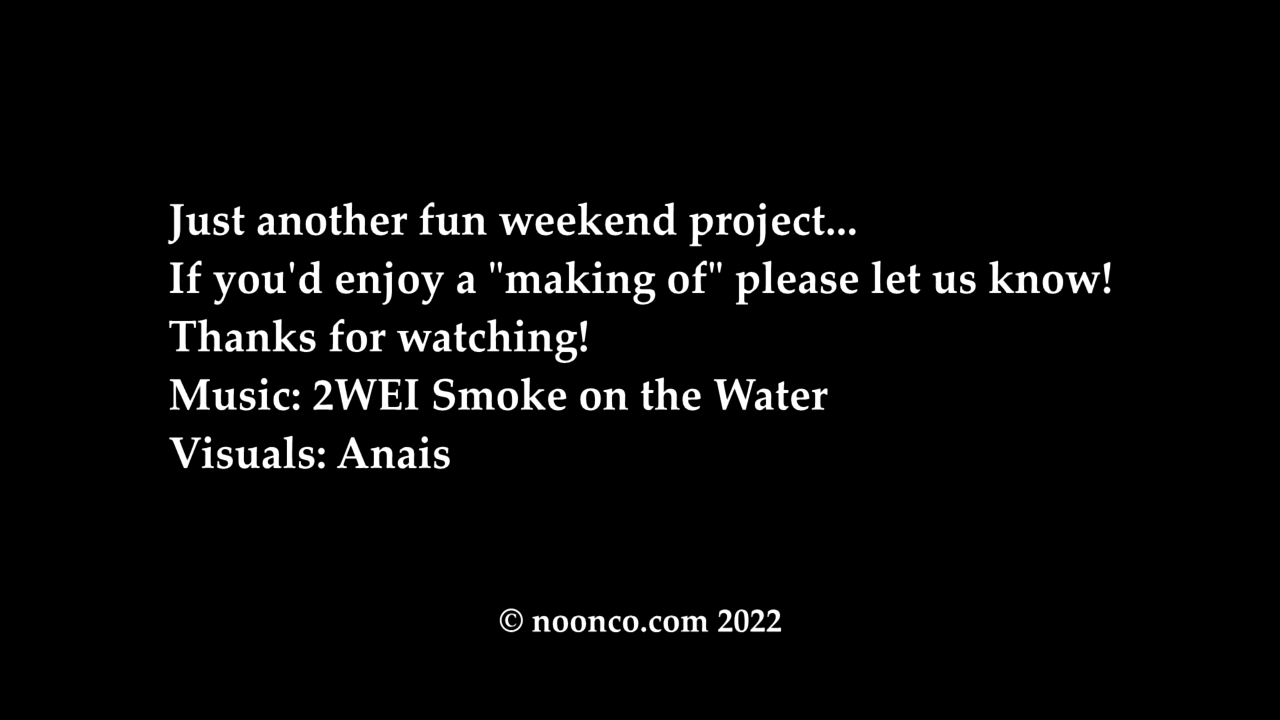 Just another fun weekend project...
If you'd enjoy a "making of" please let us know!
Thanks for watching!
Music: 2WEI Smoke on the Water
Visuals: Anais
© noonco.com 2022